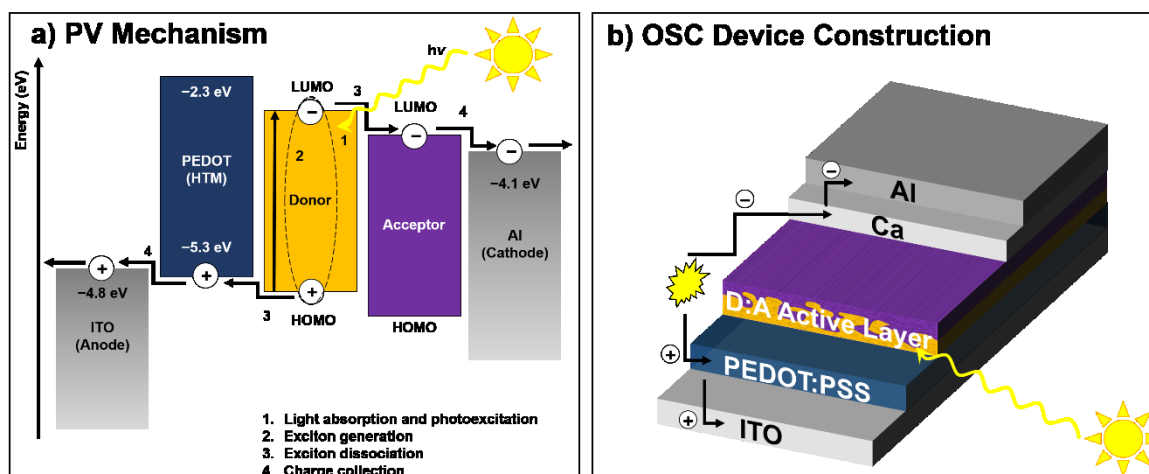 a) PV Mechanism
hν
Energy (eV)
−2.3 eV
PEDOT
(HTM)
−5.3 eV
LUMO
−
3
1
2
Donor
+
HOMO
3
LUMO
−
4
Acceptor
HOMO
−
−4.1 eV
Al
(Cathode)
4
+
+
−4.8 eV
ITO
(Anode)
1. Light absorption and photoexcitation
2. Exciton generation
3. Exciton dissociation
4 Charge collection
b) OSC Device Construction
−
−
Al
Ca
D:A Active Layer
+
PEDOT:PSS
+
ITO